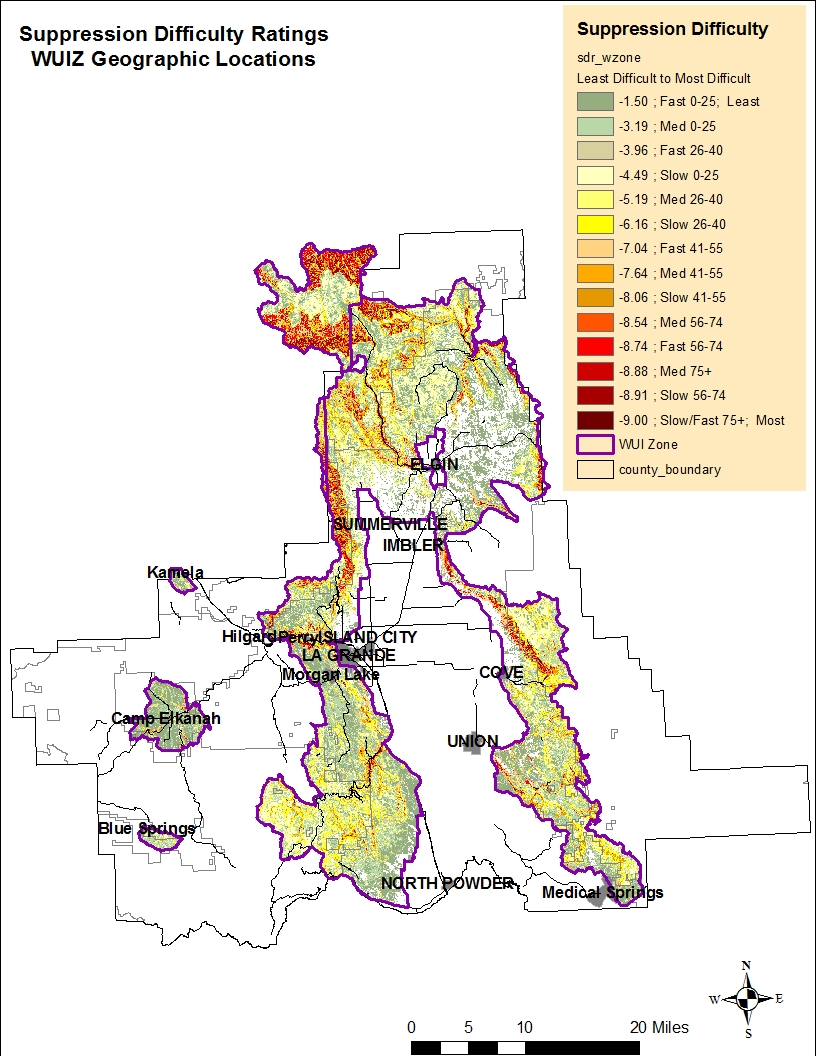 Suppression Difficulty Ratings
WUIZ Geographic Locations
Suppression Difficulty
sdr_wzone
Least Difficult to Most Difficult
-1.50 ; Fast 0-25; Least
-3.19 ; Med 0-25
-3.96 ; Fast 26-40
-4.49 ; Slow 0-25
-5.19 ; Med 26-40
-6.16 ; Slow 26-40
-7.04 ; Fast 41-55
-7.64 ; Med 41-55
-8.06 ; Slow 41-55
-8.54 ; Med 56-74
-8.74 ; Fast 56-74
-8.88 ; Med 75+
-8.91 ; Slow 56-74
-9.00 ; Slow/Fast 75+; Most
WUI Zone
county_boundary
ELGIN
SUMMERVILLE
IMBLER
Kamela
Hilgard Perry ISLAND CITY
LA GRANDE
Morgan Lake
COVE
Camp Elkanah
UNION
Blue Springs
NORTH POWDER
Medical Springs
N
W E
S
0 5 10 20 Miles